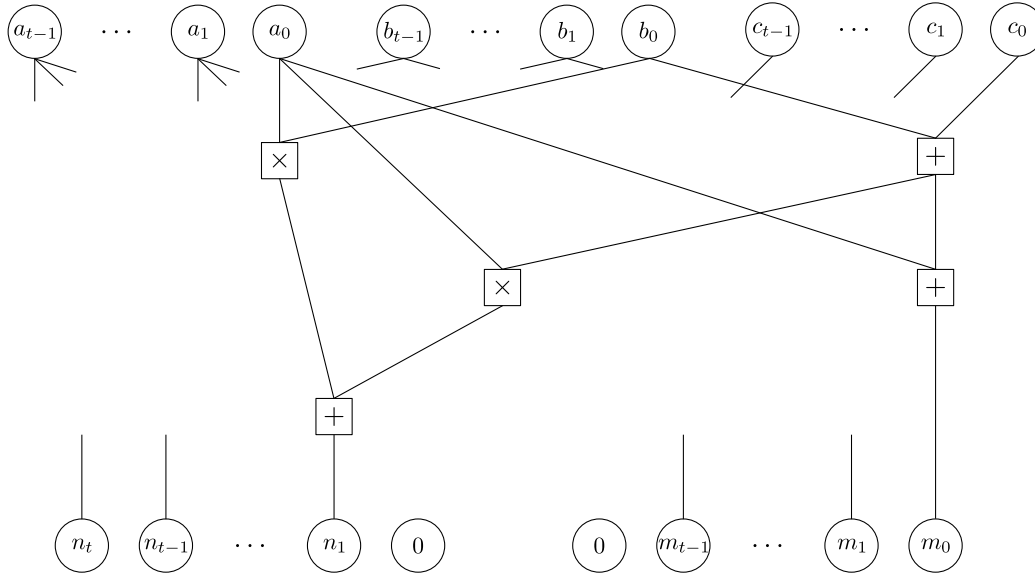 a_{t−1} ··· a_1 a_0 b_{t−1} ··· b_1 b_0 c_{t−1} ··· c_1 c_0
× +
× +
+
n_t n_{t−1} ··· n_1 0 0 m_{t−1} ··· m_1 m_0